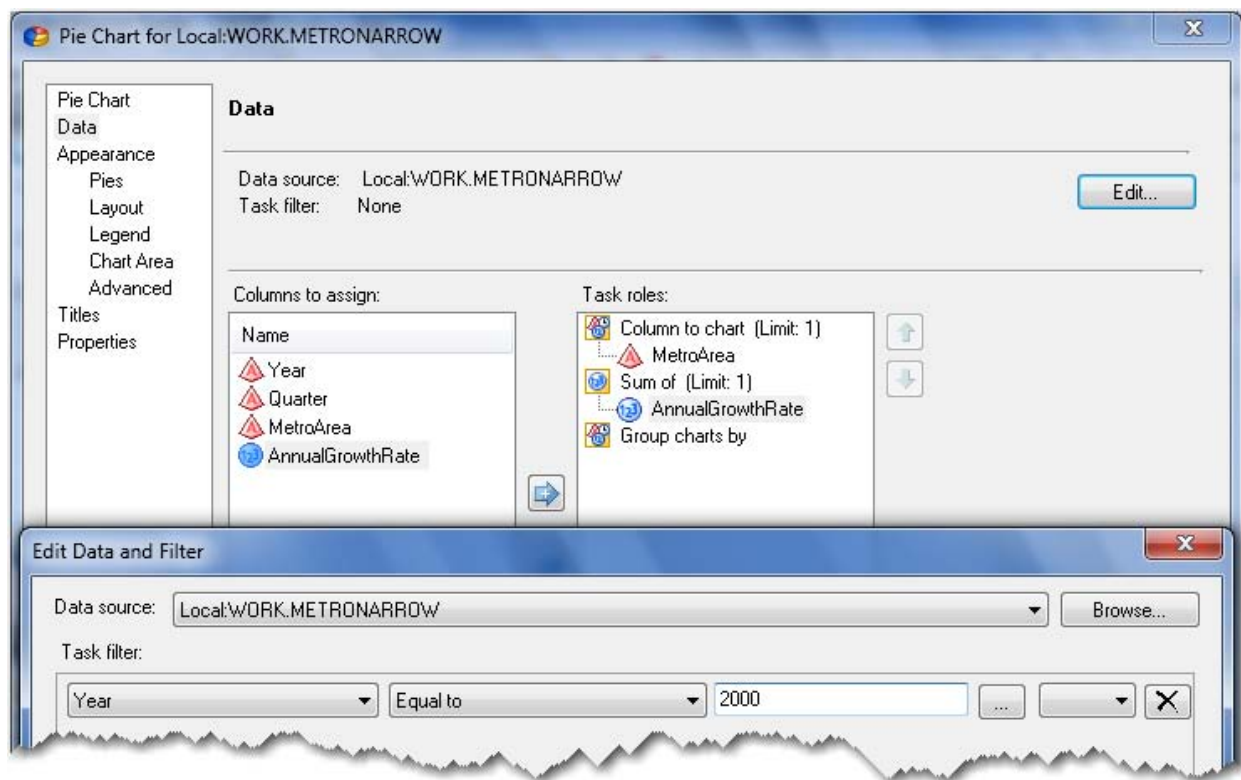 Pie Chart for Local:WORK.METRONARROW
Pie Chart
Data
Appearance
Pies
Layout
Legend
Chart Area
Advanced
Titles
Properties
Data
Data source: Local:WORK.METRONARROW
Task filter: None
Edit...
Columns to assign:
Name
Year
Quarter
MetroArea
AnnualGrowthRate
Task roles:
Column to chart (Limit: 1)
MetroArea
Sum of (Limit: 1)
AnnualGrowthRate
Group charts by
Edit Data and Filter
Data source: Local:WORK.METRONARROW Browse...
Task filter:
Year Equal to 2000 ...